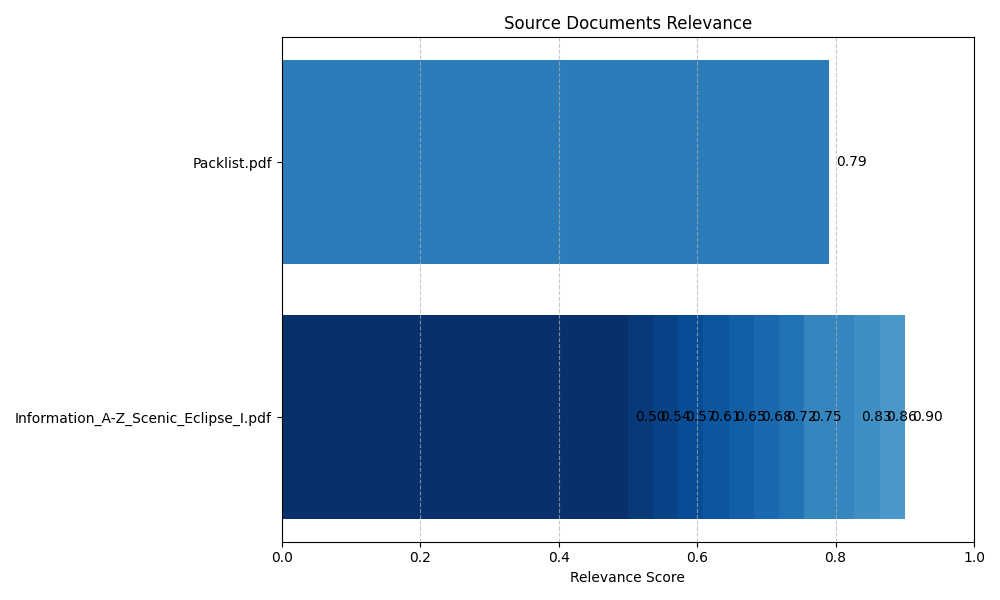 Source Documents Relevance
Packlist.pdf
0.79
Information_A-Z_Scenic_Eclipse_I.pdf
0.50 0.54 0.57 0.61 0.65 0.68 0.72 0.75 0.83 0.86 0.90
0.0 0.2 0.4 0.6 0.8 1.0
Relevance Score